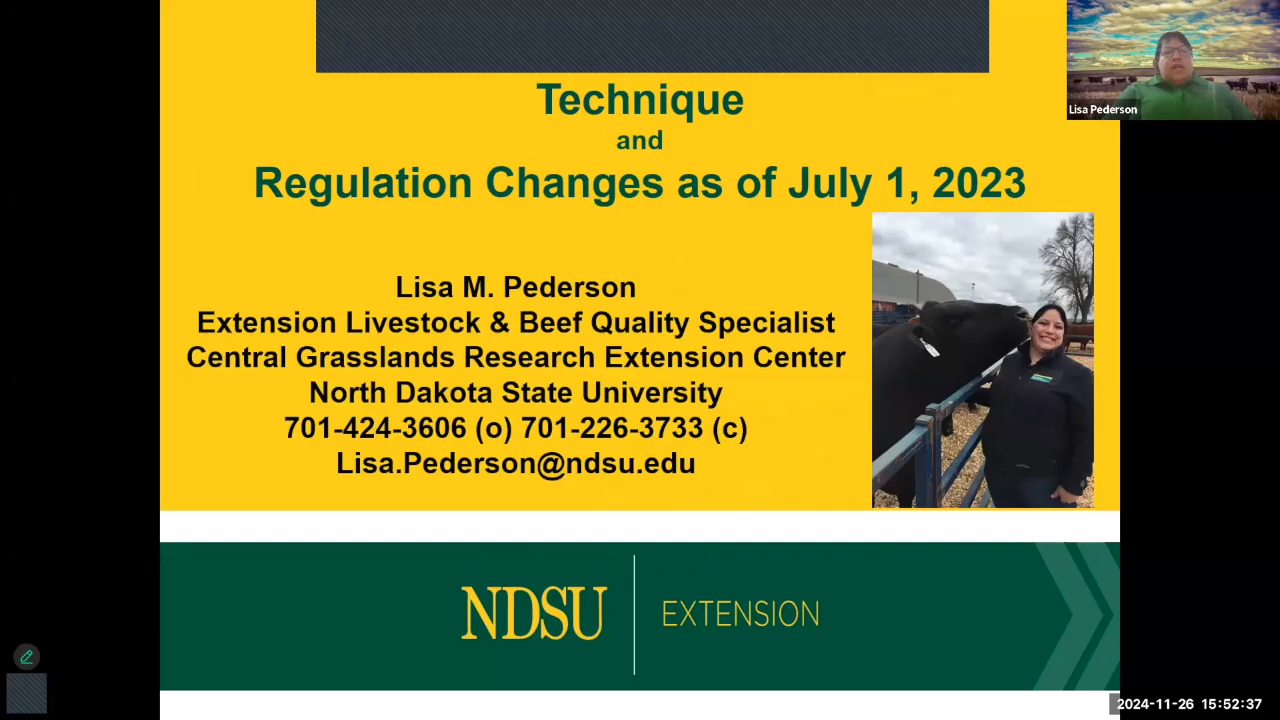 Technique
and
Regulation Changes as of July 1, 2023
Lisa Pederson
Lisa M. Pederson
Extension Livestock & Beef Quality Specialist
Central Grasslands Research Extension Center
North Dakota State University
701-424-3606 (o) 701-226-3733 (c)
Lisa.Pederson@ndsu.edu
NDSU
EXTENSION
2024-11-26 15:52:37